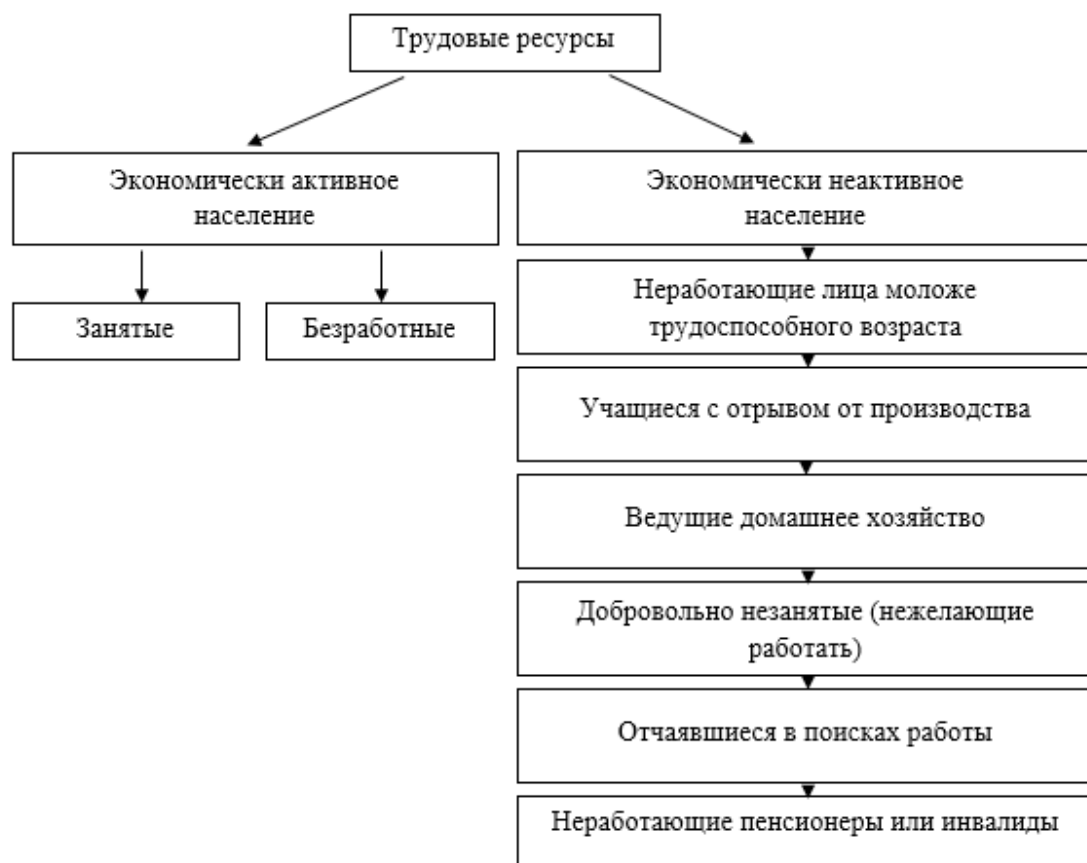 Трудовые ресурсы
Экономически активное
население
Экономически неактивное
население
Занятые
Безработные
Неработающие лица моложе
трудоспособного возраста
Учащиеся с отрывом от производства
Ведущие домашнее хозяйство
Добровольно незанятые (нежелающие
работать)
Отчаявшиеся в поисках работы
Неработающие пенсионеры или инвалиды